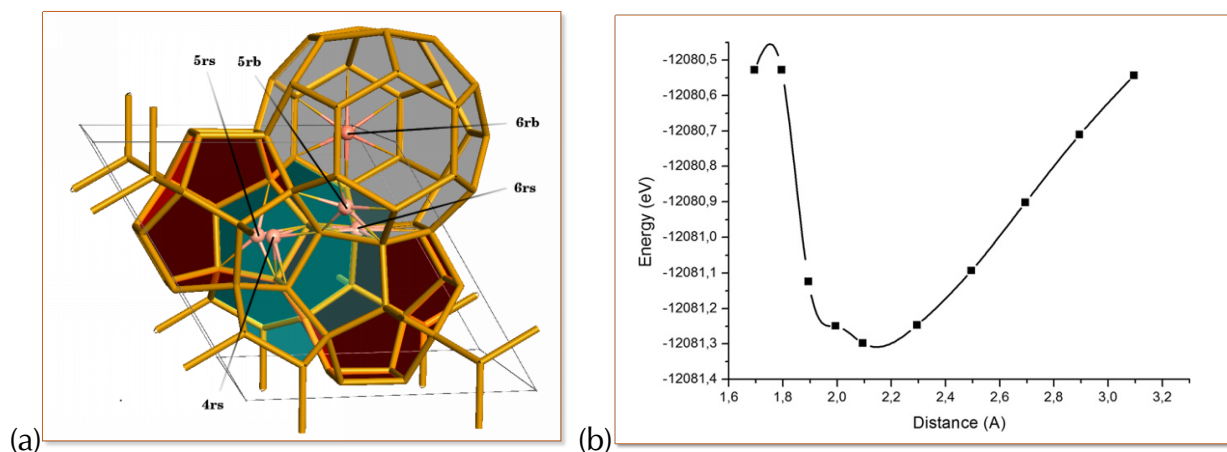 5rs
5rb
6rb
6rs
4rs
(a)
(b)
-12080,5
-12080,6
-12080,7
-12080,8
-12080,9
-12081,0
-12081,1
-12081,2
-12081,3
-12081,4
Energy (eV)
1,6 1,8 2,0 2,2 2,4 2,6 2,8 3,0 3,2
Distance (A)